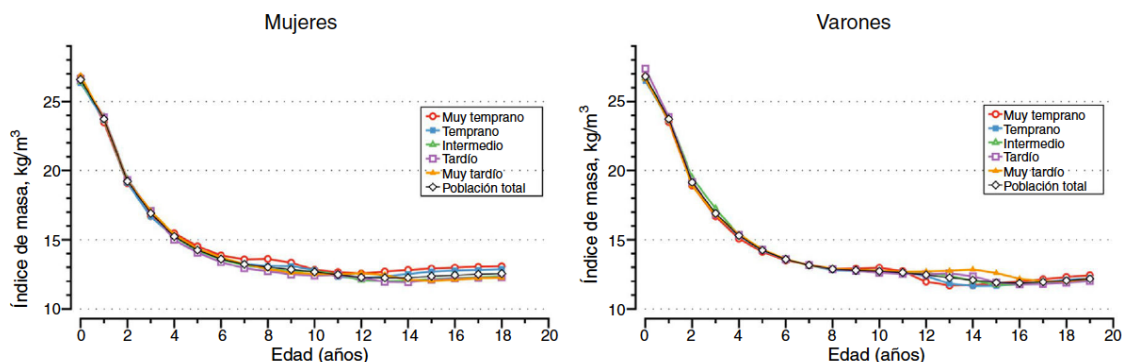 Mujeres
Índice de masa, kg/m³
25
20
15
10
0 2 4 6 8 10 12 14 16 18 20
Edad (años)
Muy temprano
Temprano
Intermedio
Tardío
Muy tardío
Población total
Varones
Índice de masa, kg/m³
25
20
15
10
0 2 4 6 8 10 12 14 16 18 20
Edad (años)
Muy temprano
Temprano
Intermedio
Tardío
Muy tardío
Población total